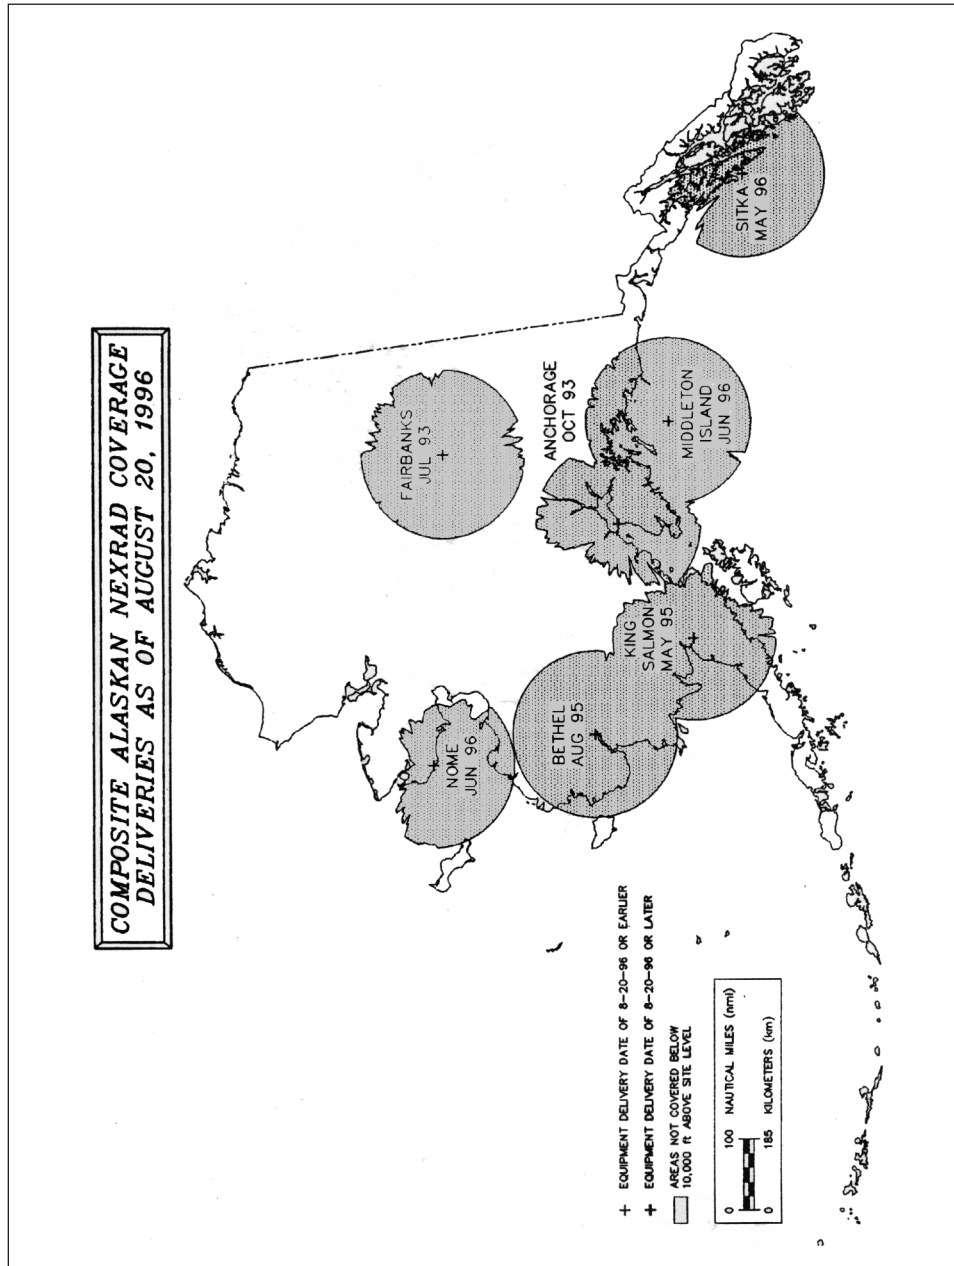 COMPOSITE ALASKAN NEXRAD COVERAGE
DELIVERIES AS OF AUGUST 20, 1996
FAIRBANKS
JUL 93
ANCHORAGE
OCT 93
NOME
JUN 96
BETHEL
AUG 95
KING
SALMON
MAY 95
MIDDLETON
ISLAND
JUN 96
SITKA
MAY 96
+ EQUIPMENT DELIVERY DATE OF 8-20-96 OR EARLIER
+ EQUIPMENT DELIVERY DATE OF 8-20-96 OR LATER
AREAS NOT COVERED BELOW
10,000 ft ABOVE SITE LEVEL
0 100 NAUTICAL MILES (nmi)
0 185 KILOMETERS (km)